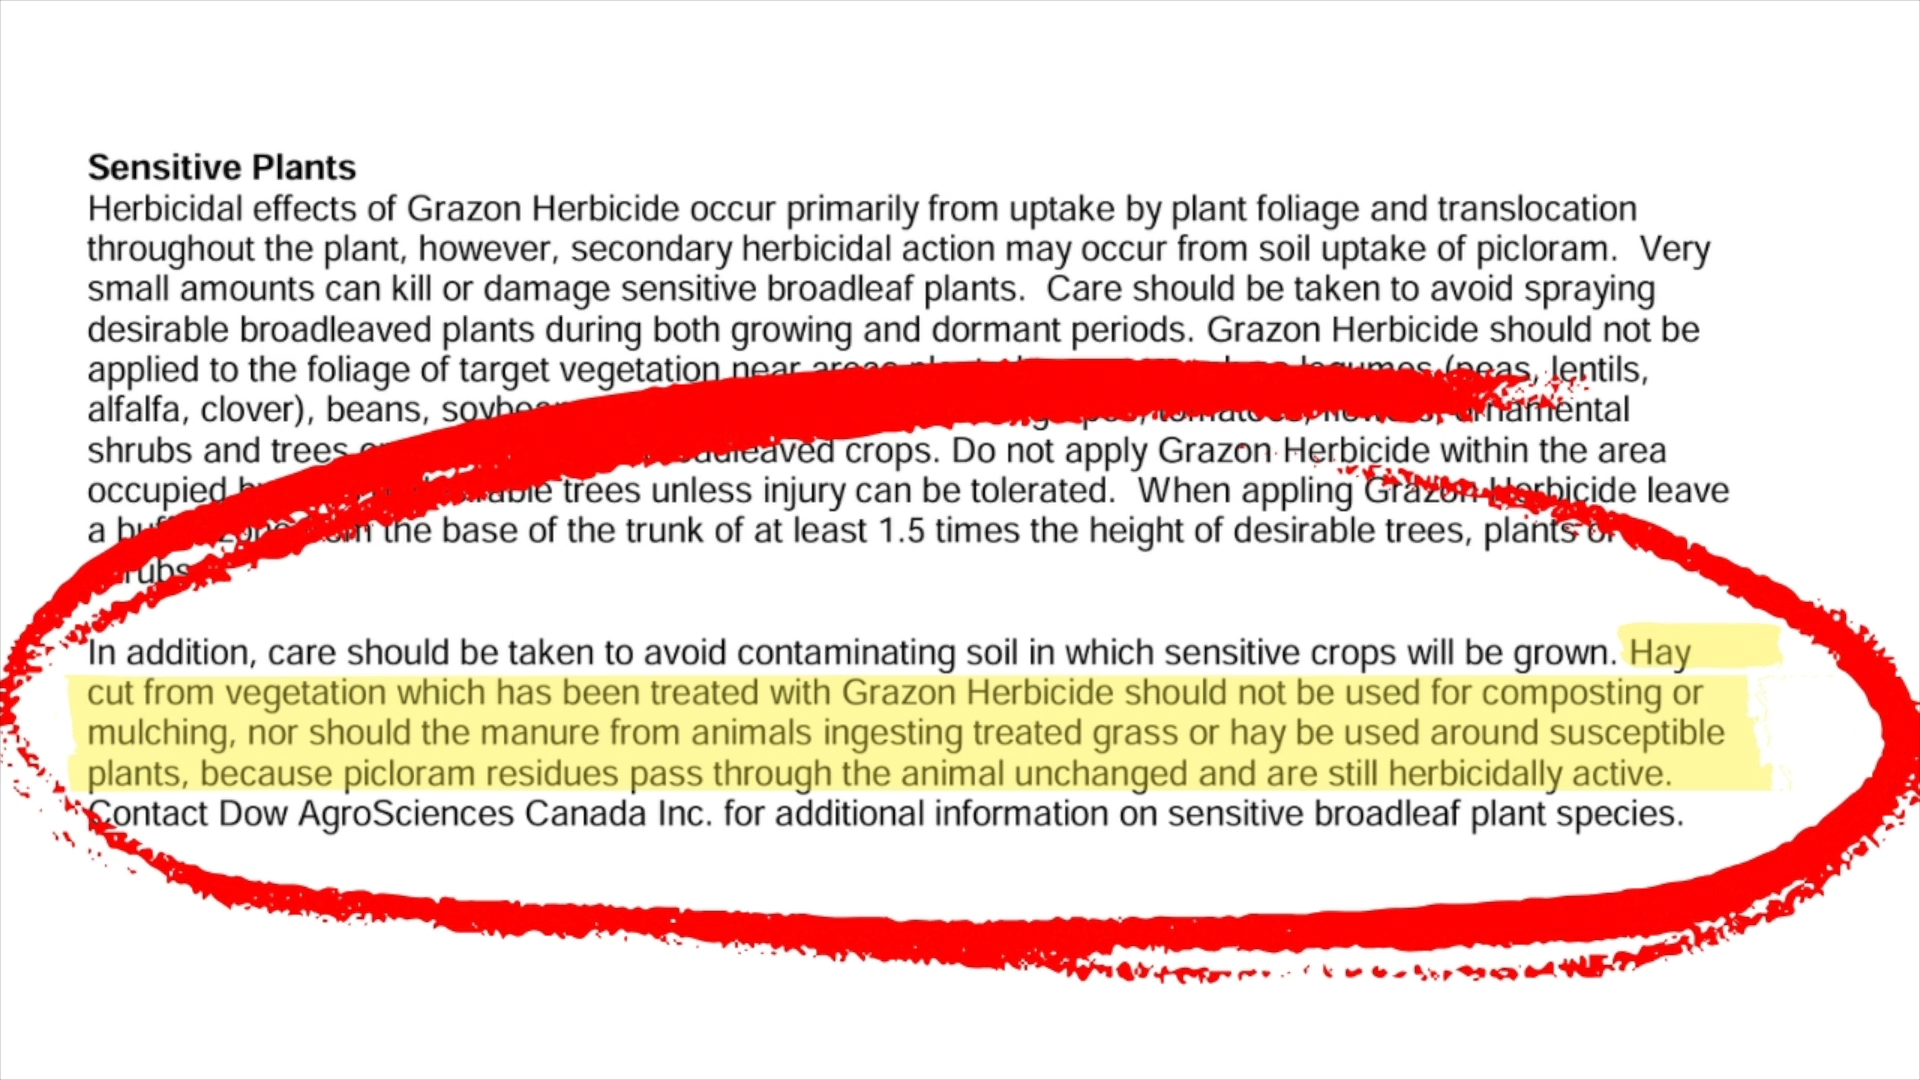 Sensitive Plants
Herbicidal effects of Grazon Herbicide occur primarily from uptake by plant foliage and translocation
throughout the plant, however, secondary herbicidal action may occur from soil uptake of picloram. Very
small amounts can kill or damage sensitive broadleaf plants. Care should be taken to avoid spraying
desirable broadleaved plants during both growing and dormant periods. Grazon Herbicide should not be
applied to the foliage of target vegetation near areas legumes (peas, lentils,
alfalfa, clover), beans, tomatoes, flowers, ornamental
shrubs and trees crops. Do not apply Grazon Herbicide within the area
occupied trees unless injury can be tolerated. When appling Grazon Herbicide leave
a the base of the trunk of at least 1.5 times the height of desirable trees, plants or
In addition, care should be taken to avoid contaminating soil in which sensitive crops will be grown. Hay
cut from vegetation which has been treated with Grazon Herbicide should not be used for composting or
mulching, nor should the manure from animals ingesting treated grass or hay be used around susceptible
plants, because picloram residues pass through the animal unchanged and are still herbicidally active.
Contact Dow AgroSciences Canada Inc. for additional information on sensitive broadleaf plant species.